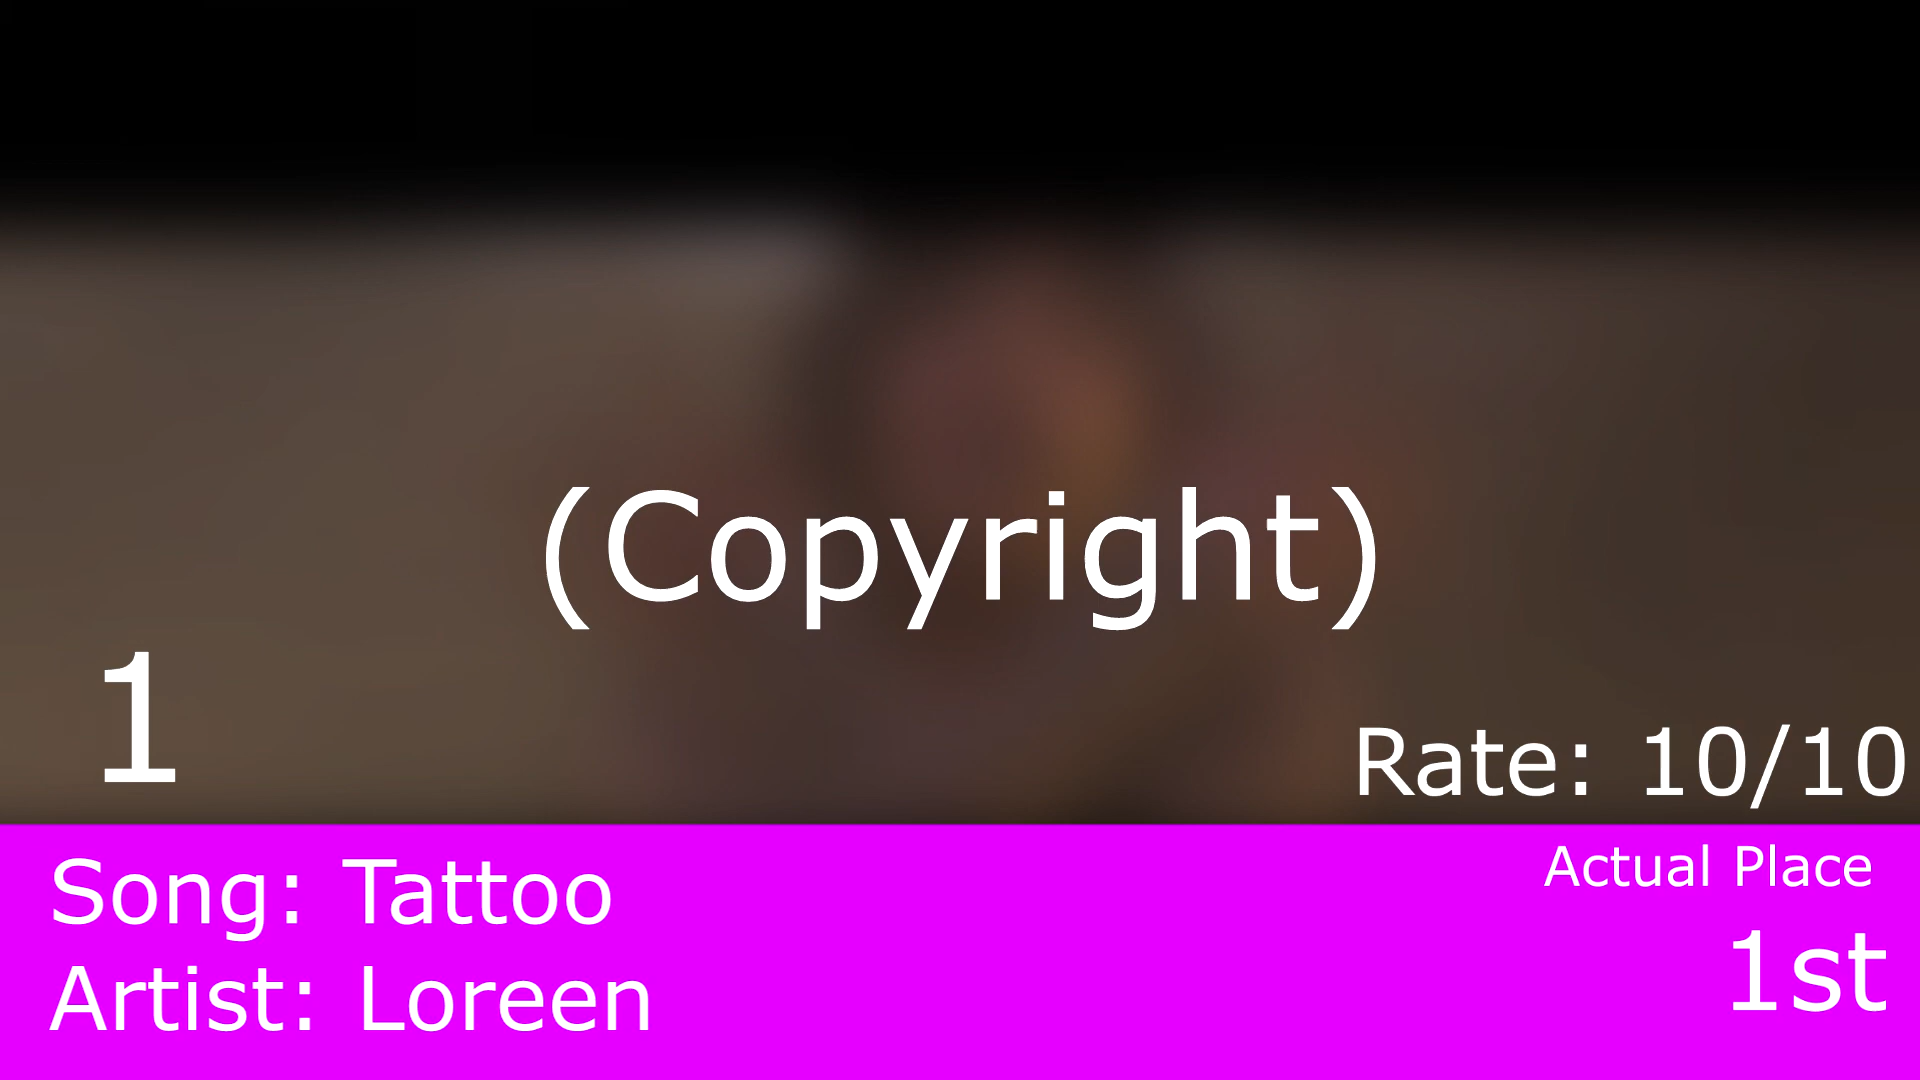 (Copyright)
1
Rate: 10/10
Song: Tattoo
Artist: Loreen
Actual Place
1st